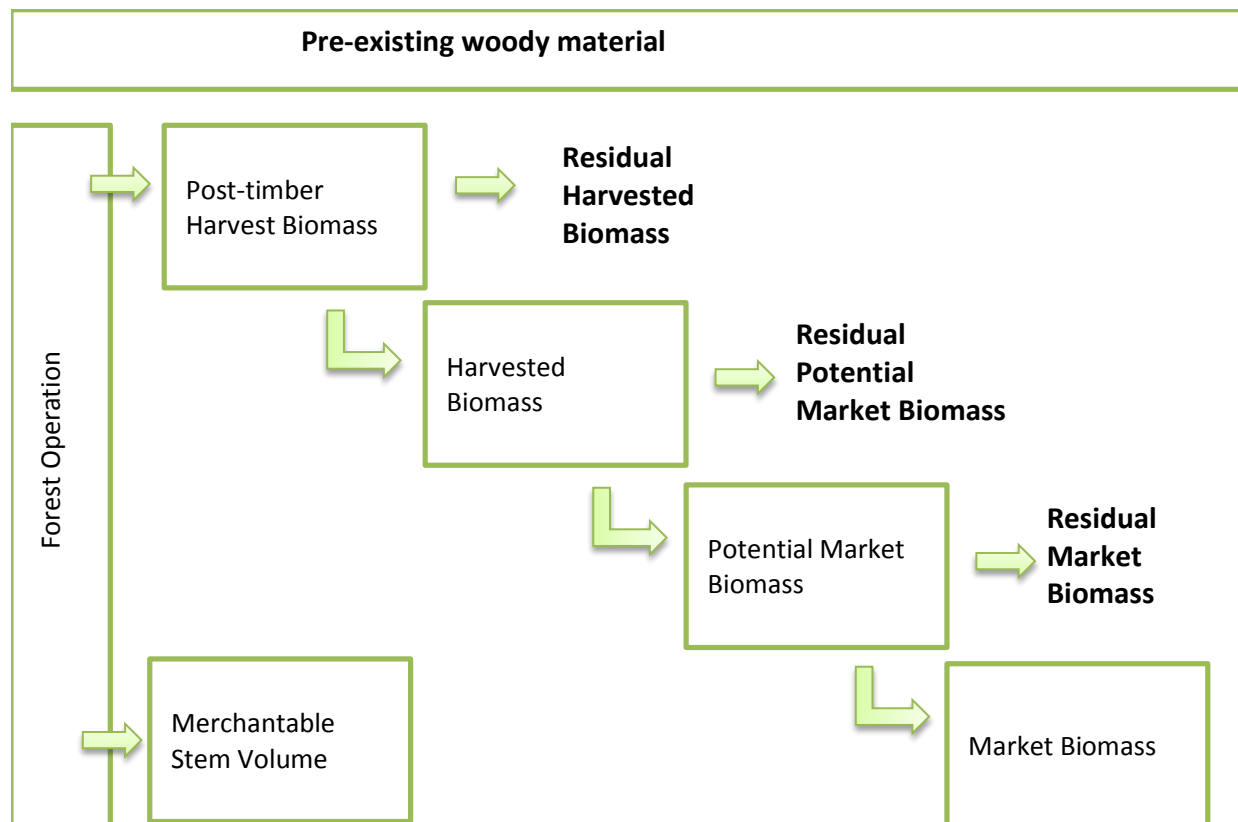 Pre-existing woody material
Post-timber
Harvest Biomass
Residual
Harvested
Biomass
Harvested
Biomass
Residual
Potential
Market Biomass
Forest Operation
Potential Market
Biomass
Residual
Market
Biomass
Merchantable
Stem Volume
Market Biomass